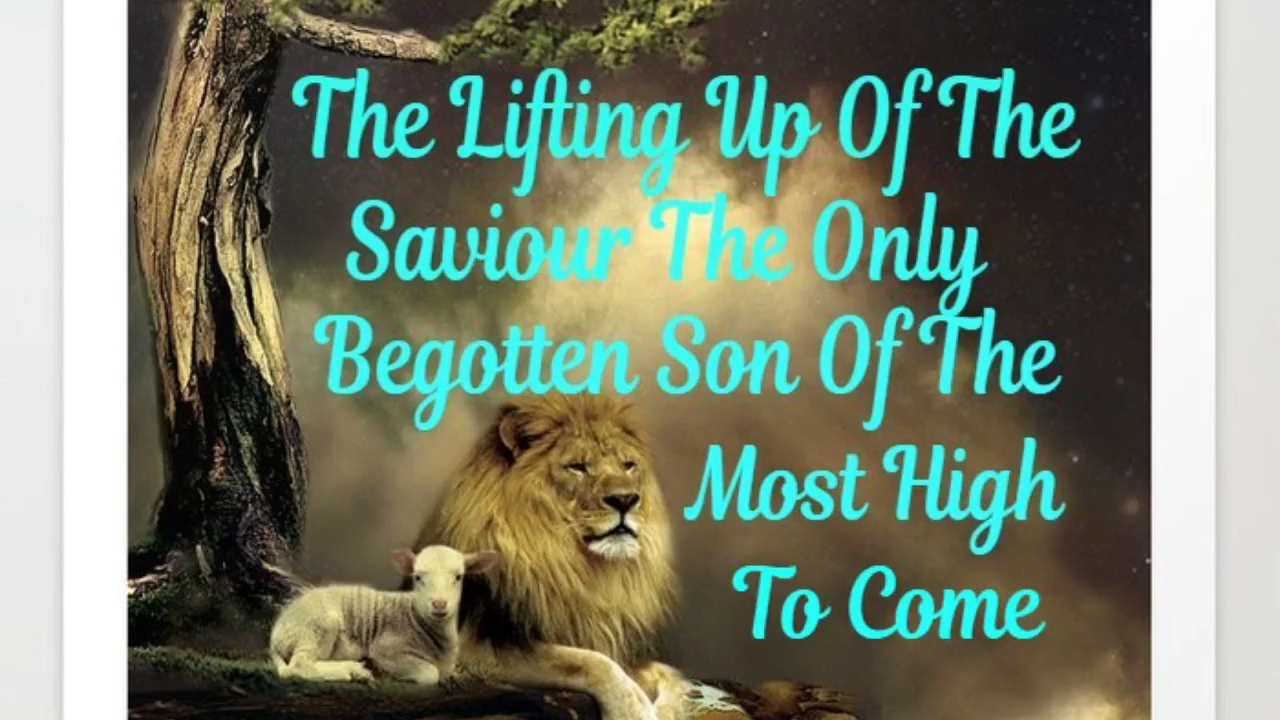 The Lifting Up Of The
Saviour The Only
Begotten Son Of The
Most High
To Come